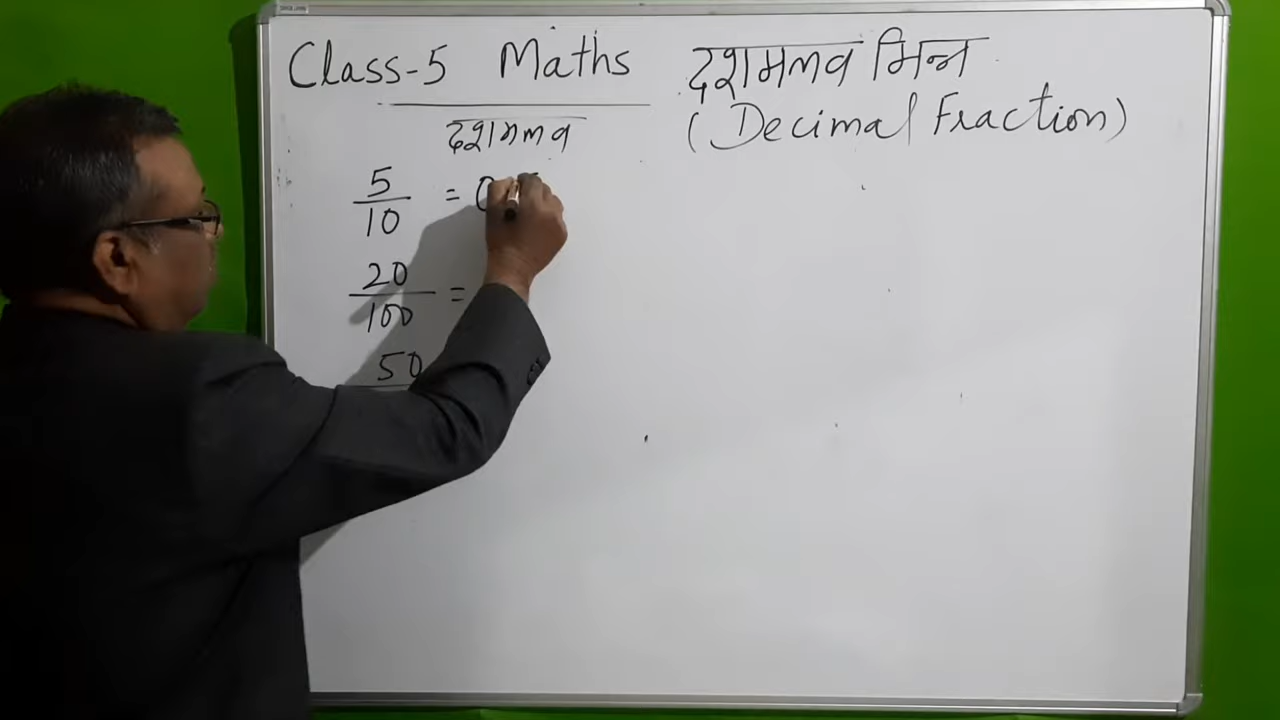 Class-5 Maths दशमलव भिन्न
(Decimal Fraction)
दशमलव
5/10 = 0
20/100 =
50